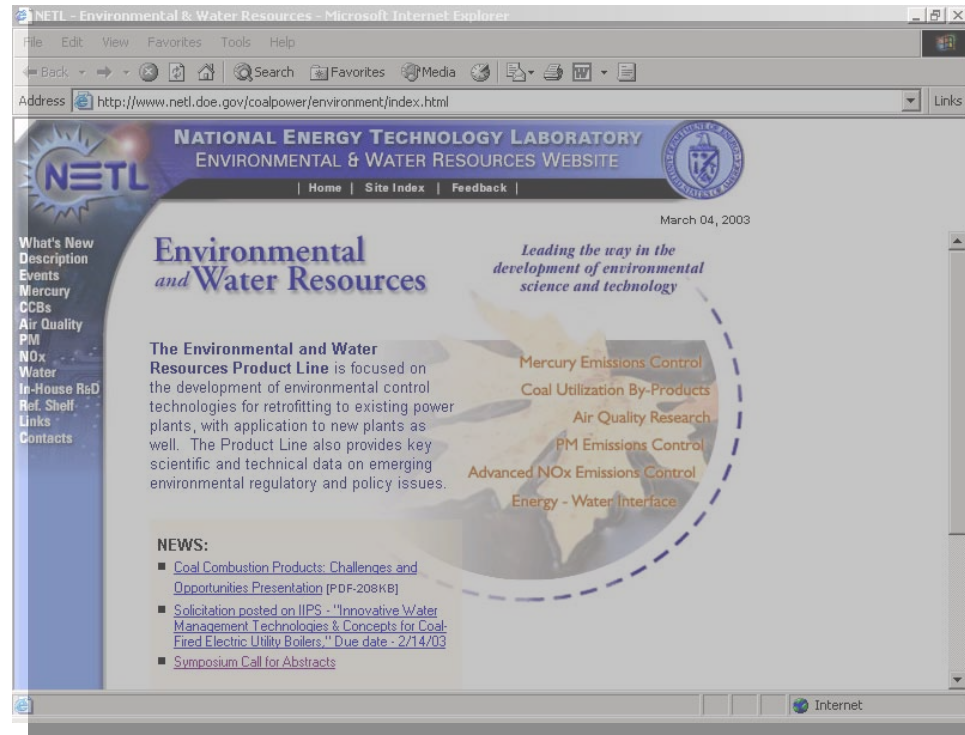 NETL - Environmental & Water Resources - Microsoft Internet Explorer
File Edit View Favorites Tools Help
Back Search Favorites Media
Address http://www.netl.doe.gov/coalpower/environment/index.html Links
NETL
NATIONAL ENERGY TECHNOLOGY LABORATORY
ENVIRONMENTAL & WATER RESOURCES WEBSITE
| Home | Site Index | Feedback |
March 04, 2003
What's New
Description
Events
Mercury
CCBs
Air Quality
PM
NOx
Water
In-House R&D
Ref. Shelf
Links
Contacts
Environmental
and Water Resources
Leading the way in the
development of environmental
science and technology
The Environmental and Water
Resources Product Line is focused on
the development of environmental control
technologies for retrofitting to existing power
plants, with application to new plants as
well. The Product Line also provides key
scientific and technical data on emerging
environmental regulatory and policy issues.
Mercury Emissions Control
Coal Utilization By-Products
Air Quality Research
PM Emissions Control
Advanced NOx Emissions Control
Energy - Water Interface
NEWS:
Coal Combustion Products: Challenges and
Opportunities Presentation [PDF-208KB]
Solicitation posted on IIPS - "Innovative Water
Management Technologies & Concepts for Coal-
Fired Electric Utility Boilers," Due date - 2/14/03
Symposium Call for Abstracts
Internet